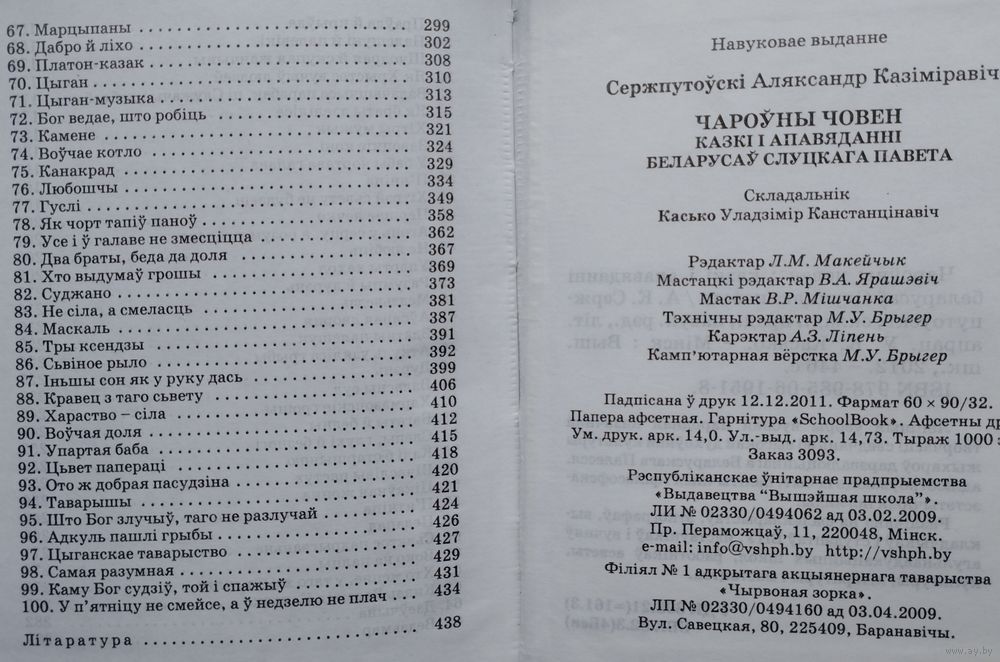 67. Марцыпаны 299
68. Дабро й ліхо 302
69. Платон-казак 308
70. Цыган 310
71. Цыган-музыка 313
72. Бог ведае, што робіць 315
73. Камене 321
74. Воўчае котло 324
75. Канакрад 329
76. Любошчы 334
77. Гуслі 349
78. Як чорт тапіў паноў 358
79. Усе і ў галаве не змесціцца 362
80. Два браты, беда да доля 367
81. Хто выдумаў грошы 369
82. Суджано 373
83. Не сіла, а смеласць 381
84. Маскаль 387
85. Тры ксендзы 391
86. Сьвіное рыло 392
87. Іньшы сон як у руку дась 399
88. Кравец з таго сьвету 406
89. Хараство – сіла 410
90. Воўчая доля 412
91. Упартая баба 415
92. Цьвет папераці 418
93. Ото ж добрая пасудзіна 420
94. Таварышы 421
95. Што Бог злучыў, таго не разлучай 424
96. Адкуль пашлі грыбы 426
97. Цыганскае таварыство 427
98. Самая разумная 429
99. Каму Бог судзіў, той і спажыў 431
100. У п’ятніцу не смейсе, а ў недзелю не плач 434
Літаратура 438
Навуковае выданне
Сержпутоўскі Аляксандр Казіміравіч
ЧАРОЎНЫ ЧОВЕН
КАЗКІ І АПАВЯДАННІ
БЕЛАРУСАЎ СЛУЦКАГА ПАВЕТА
Складальнік
Касько Уладзімір Канстанцінавіч
Рэдактар Л.М. Макейчык
Мастацкі рэдактар В.А. Ярашэвіч
Мастак В.Р. Мішчанка
Тэхнічны рэдактар М.У. Брыгер
Карэктар А.З. Ліпень
Камп’ютарная вёрстка М.У. Брыгер
Падпісана ў друк 12.12.2011. Фармат 60 × 90/32.
Папера афсетная. Гарнітура «SchoolBook». Афсетны д
Ум. друк. арк. 14,0. Ул.-выд. арк. 14,73. Тыраж 1000
Заказ 3093.
Рэспубліканскае ўнітарнае прадпрыемства
«Выдавецтва “Вышэйшая школа”».
ЛИ № 02330/0494062 ад 03.02.2009.
Пр. Пераможцаў, 11, 220048, Мінск.
e-mail: info@vshph.by http://vshph.by
Філіял № 1 адкрытага акцыянернага таварыства
«Чырвоная зорка».
ЛП № 02330/0494160 ад 03.04.2009.
Вул. Савецкая, 80, 225409, Баранавічы.
www.ay.by